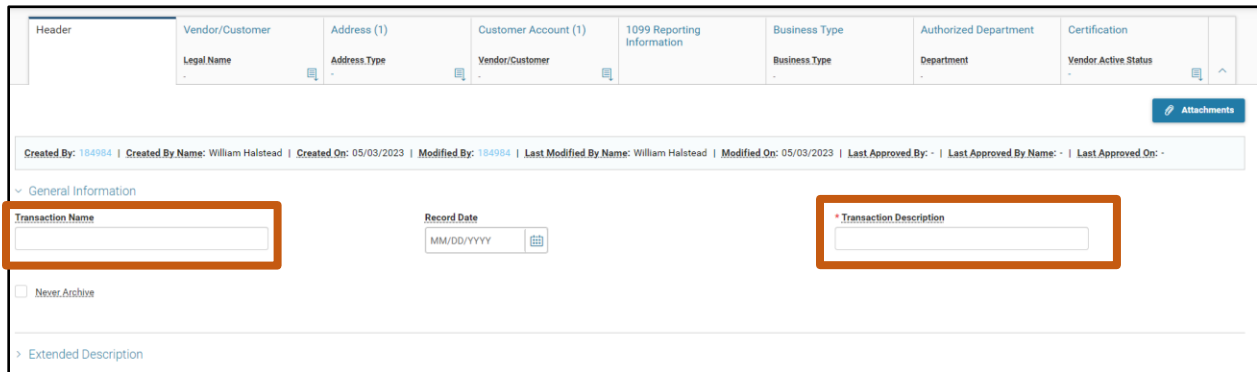 Header Vendor/Customer Address (1) Customer Account (1) 1099 Reporting Information Business Type Authorized Department Certification
Legal Name Address Type Vendor/Customer Business Type Department Vendor Active Status
- - - - - -
Attachments
Created By: 184984 | Created By Name: William Halstead | Created On: 05/03/2023 | Modified By: 184984 | Last Modified By Name: William Halstead | Modified On: 05/03/2023 | Last Approved By: - | Last Approved By Name: - | Last Approved On: -
General Information
Transaction Name Record Date * Transaction Description
MM/DD/YYYY
Never Archive
Extended Description